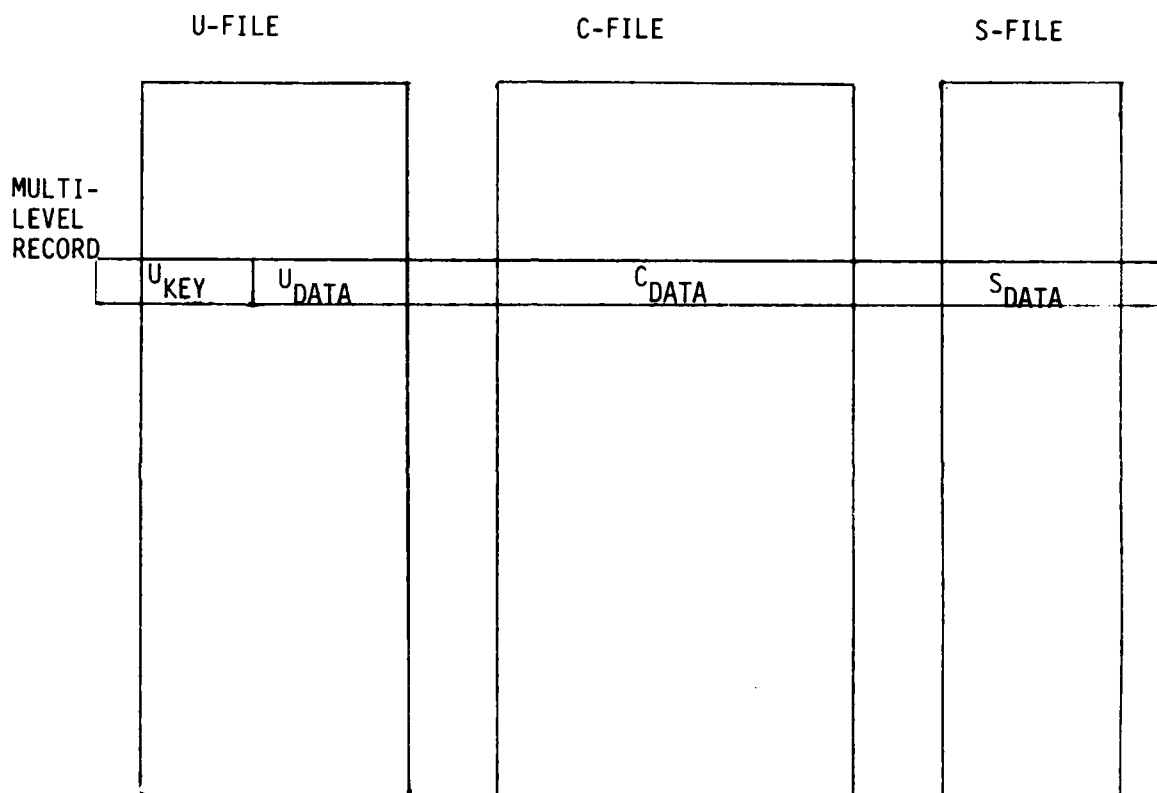 U-FILE C-FILE S-FILE
MULTI-
LEVEL
RECORD
UKEY UDATA CDATA SDATA